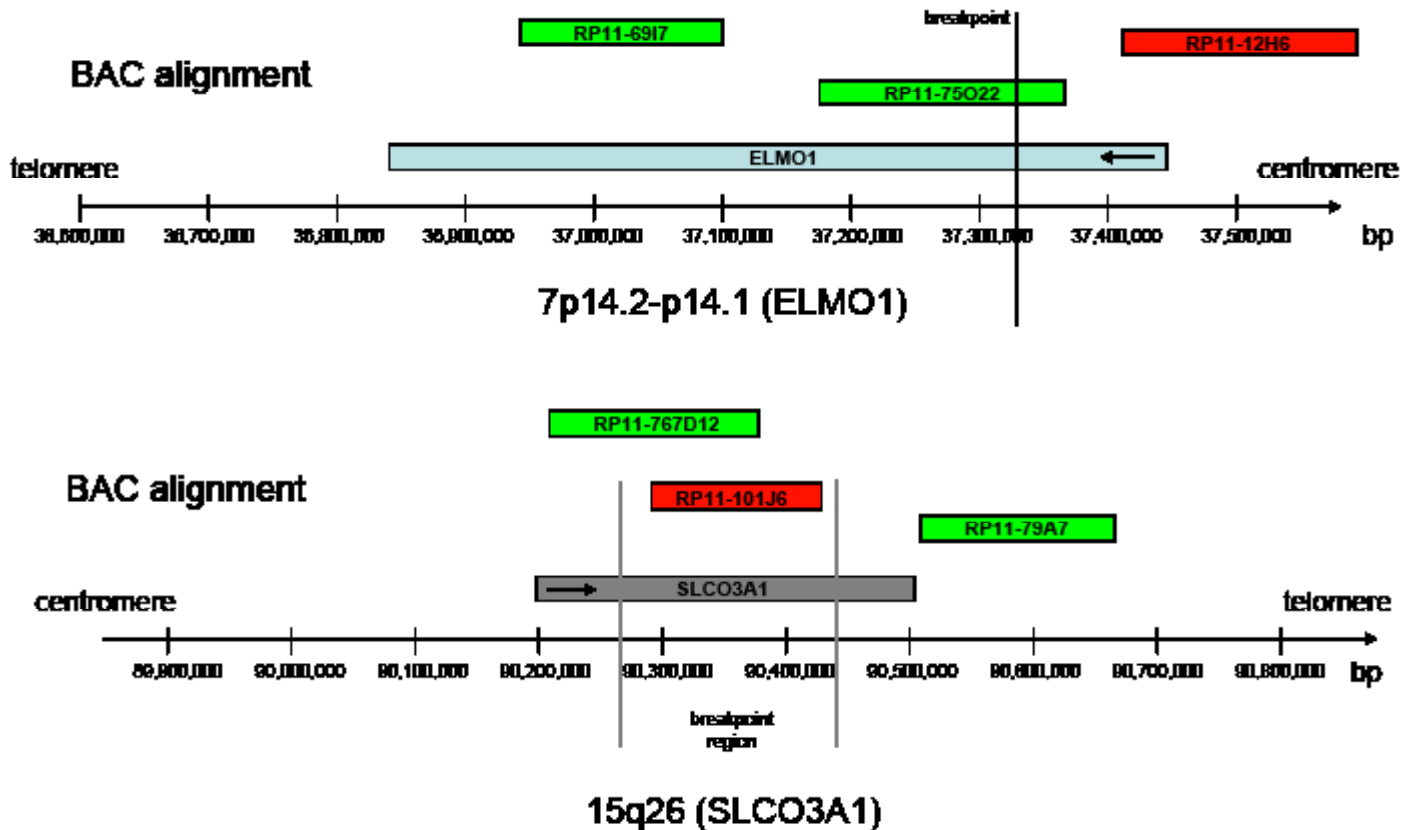 breakpoint
RP11-69I7
RP11-12H6
BAC alignment
RP11-75O22
ELMO1
telomere
centromere
36,600,000 36,700,000 36,800,000 36,900,000 37,000,000 37,100,000 37,200,000 37,300,000 37,400,000 37,500,000 bp
7p14.2-p14.1 (ELMO1)
RP11-767D12
BAC alignment
RP11-101J6
RP11-79A7
SLCO3A1
centromere
telomere
89,900,000 90,000,000 90,100,000 90,200,000 90,300,000 90,400,000 90,500,000 90,600,000 90,700,000 90,800,000 bp
breakpoint
region
15q26 (SLCO3A1)